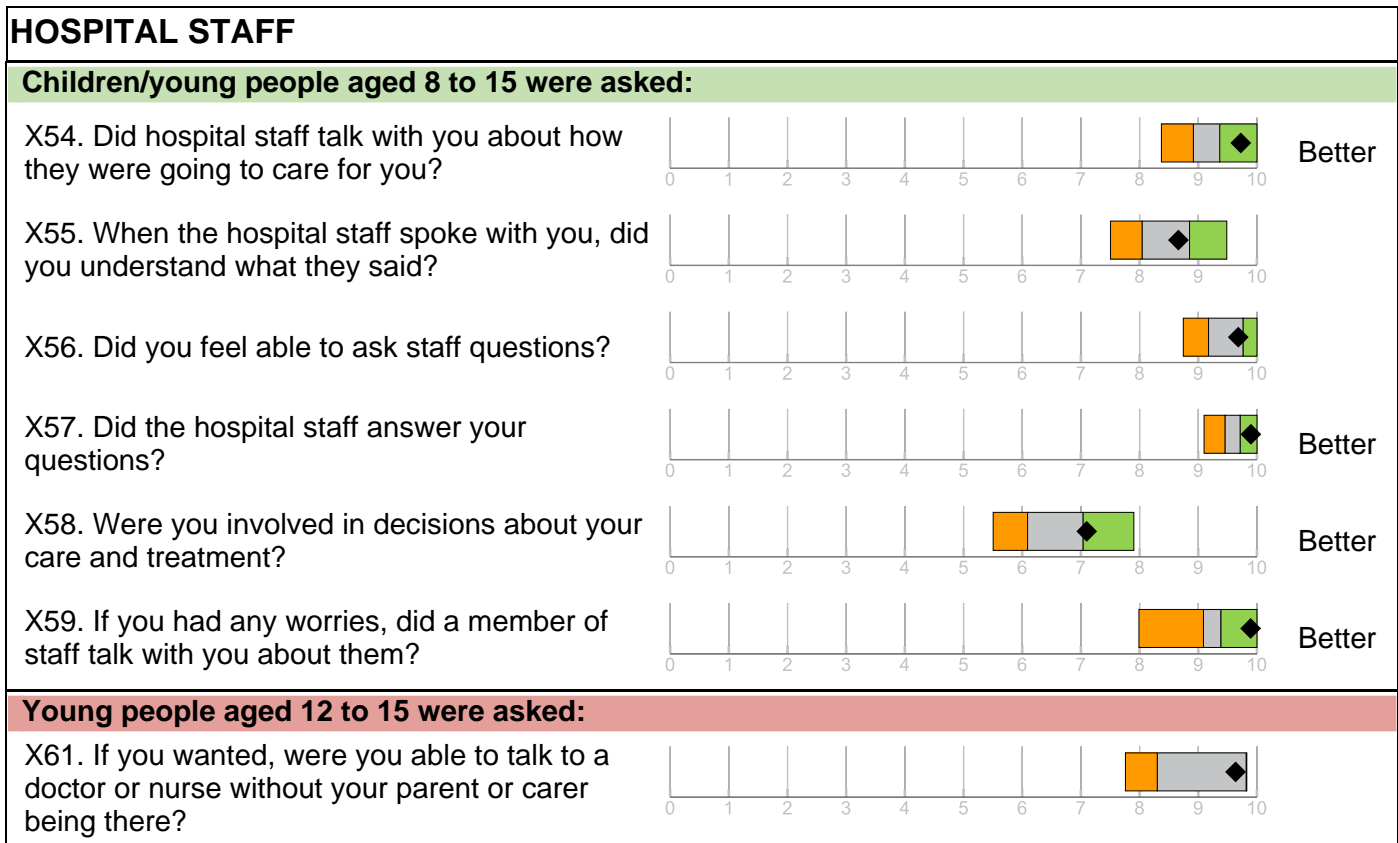 HOSPITAL STAFF
Children/young people aged 8 to 15 were asked:
X54. Did hospital staff talk with you about how
they were going to care for you?
Better
0 1 2 3 4 5 6 7 8 9 10
X55. When the hospital staff spoke with you, did
you understand what they said?
0 1 2 3 4 5 6 7 8 9 10
X56. Did you feel able to ask staff questions?
0 1 2 3 4 5 6 7 8 9 10
X57. Did the hospital staff answer your
questions?
Better
0 1 2 3 4 5 6 7 8 9 10
X58. Were you involved in decisions about your
care and treatment?
Better
0 1 2 3 4 5 6 7 8 9 10
X59. If you had any worries, did a member of
staff talk with you about them?
Better
0 1 2 3 4 5 6 7 8 9 10
Young people aged 12 to 15 were asked:
X61. If you wanted, were you able to talk to a
doctor or nurse without your parent or carer
being there?
0 1 2 3 4 5 6 7 8 9 10